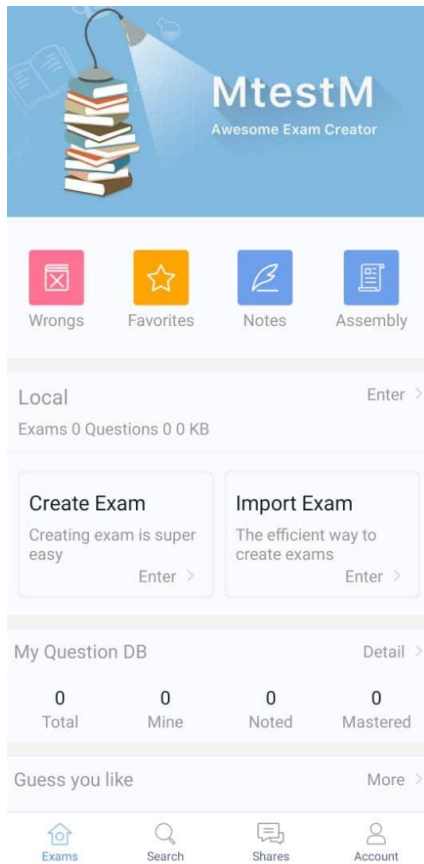 MtestM
Awesome Exam Creator
Wrongs
Favorites
Notes
Assembly
Local
Enter
Exams 0 Questions 0 0 KB
Create Exam
Creating exam is super
easy
Enter
Import Exam
The efficient way to
create exams
Enter
My Question DB
Detail
0
Total
0
Mine
0
Noted
0
Mastered
Guess you like
More
Exams
Search
Shares
Account